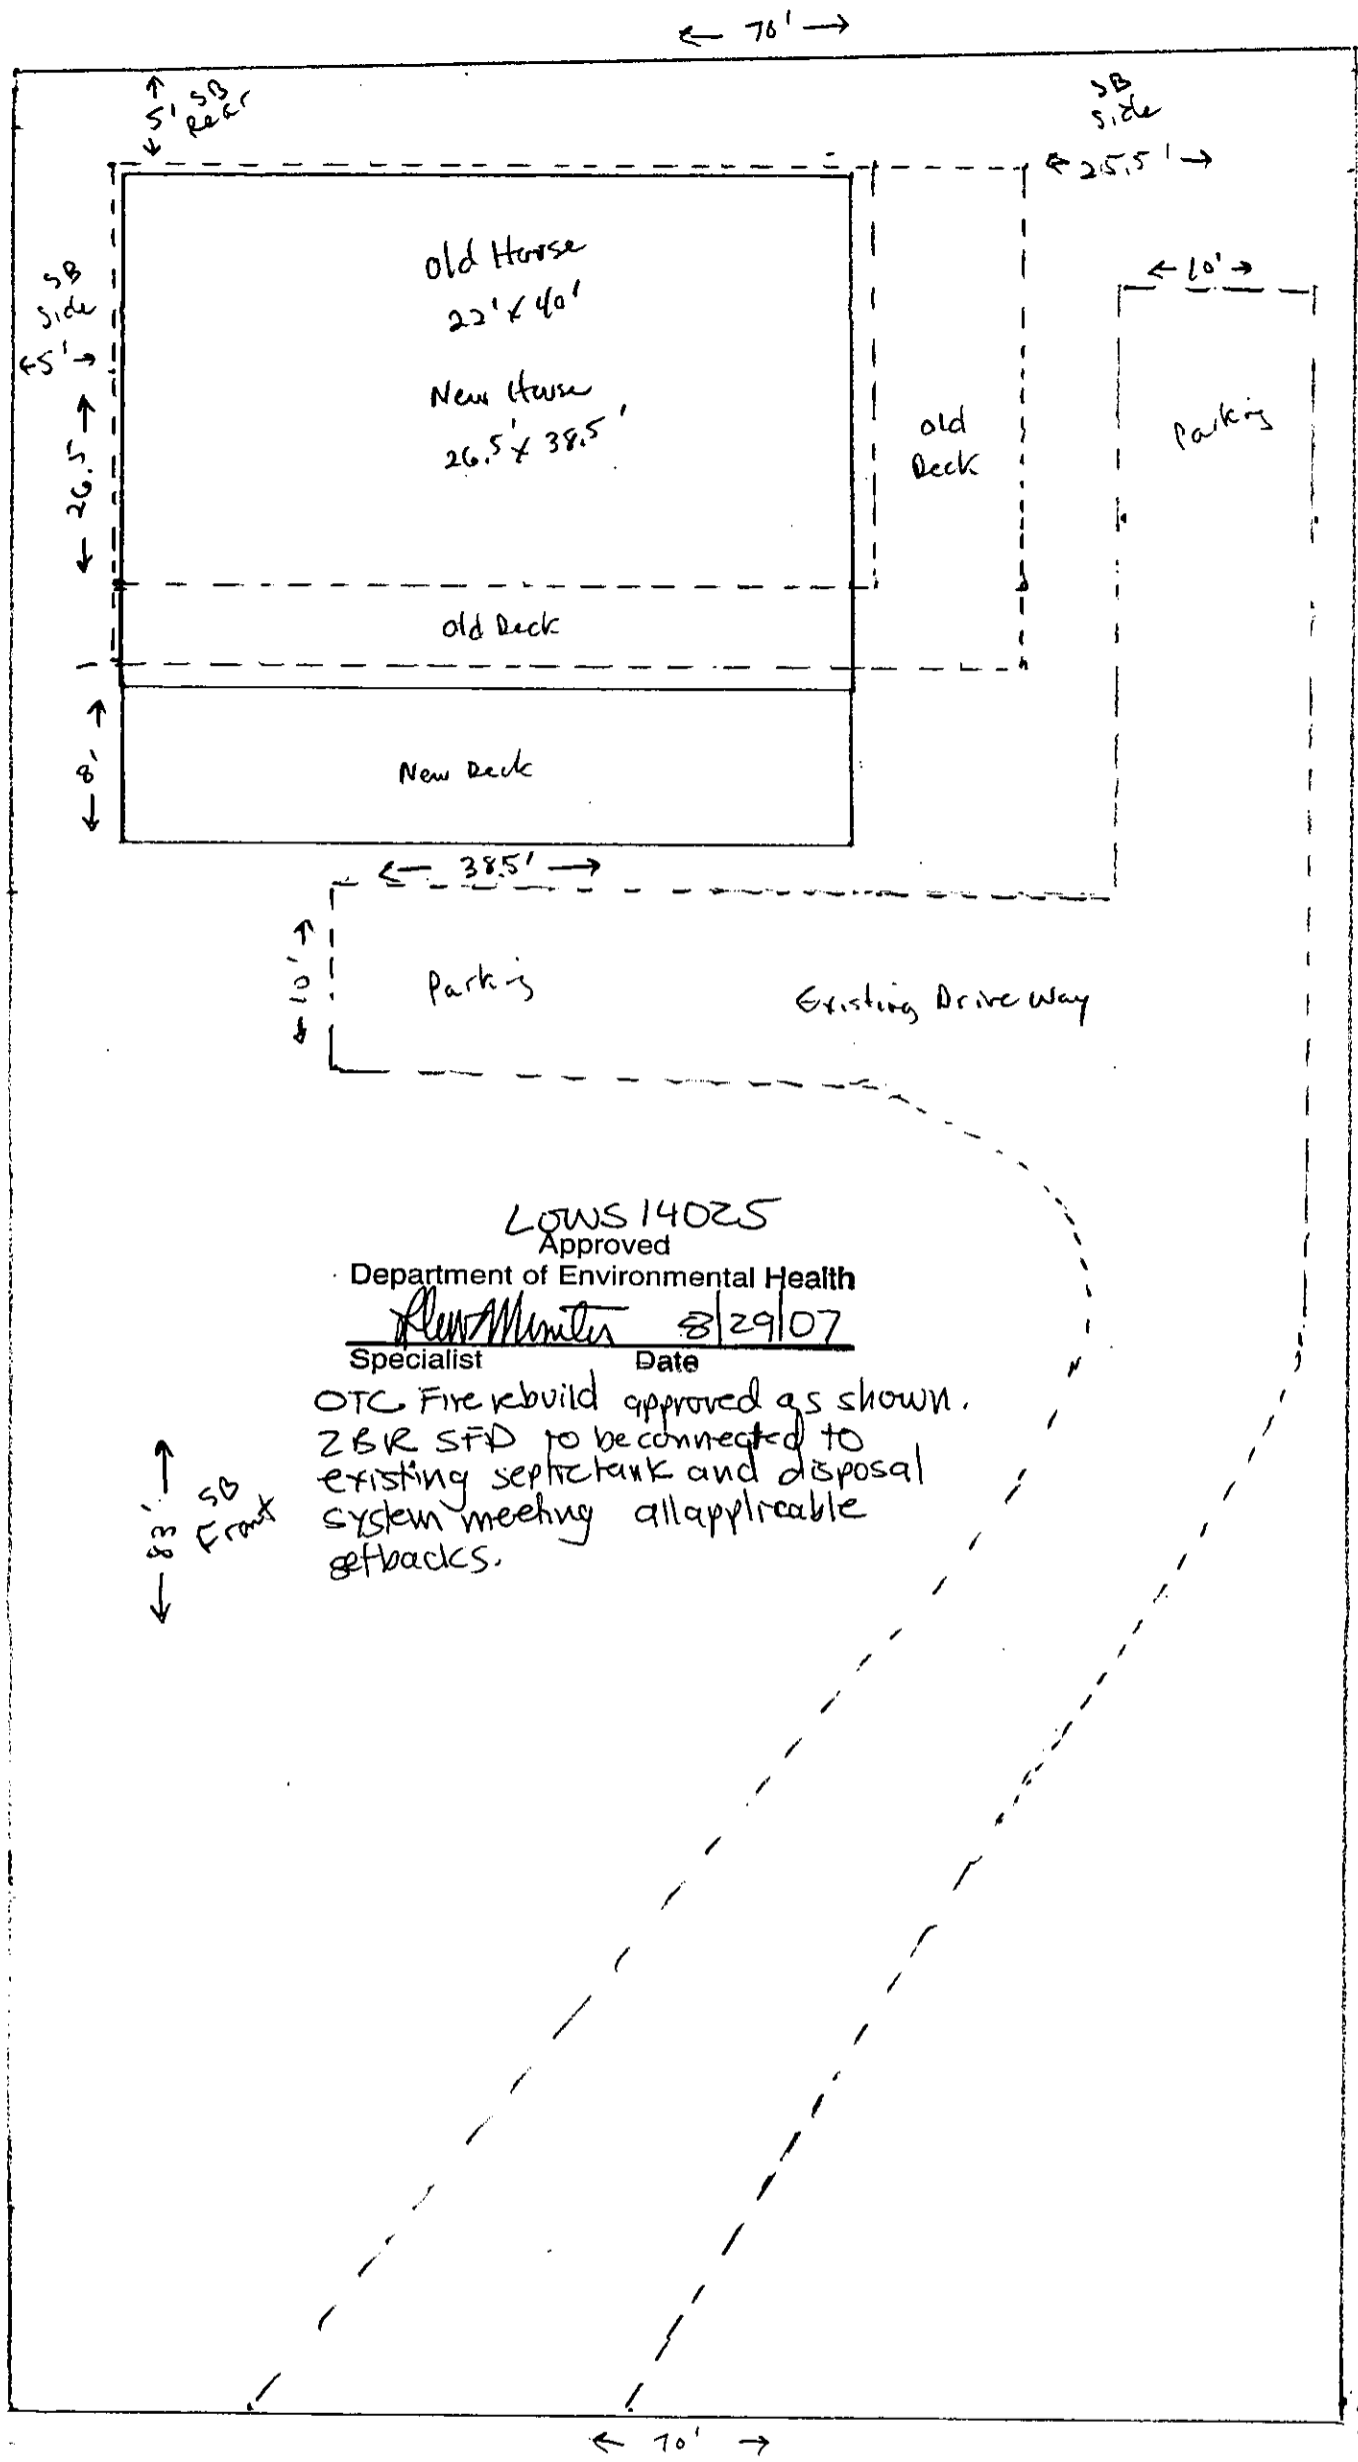 ← 70' →
5' SB
Rear
SB
Side
← 25.5' →
Old House
22' x 40'
New House
26.5' x 38.5'
SB
Side
← 5' →
← 26.5' →
Old
Deck
← 10' →
Parking
Old Deck
← 8' →
New Deck
← 38.5' →
← 10' →
Parking
Existing Drive Way
LOWS 14025
Approved
Department of Environmental Health
8/29/07
Specialist Date
OTC Fire rebuild approved as shown.
2BR SFD to be connected to
existing septic tank and disposal
system meeting all applicable
setbacks.
← 83' →
SB
Front
← 70' →